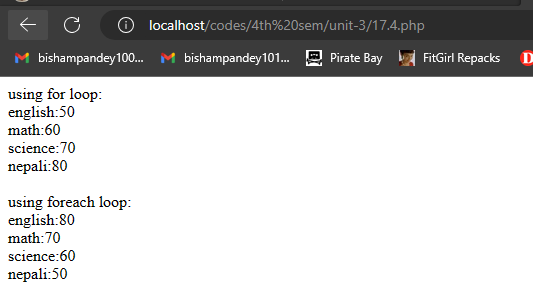 localhost/codes/4th%20sem/unit-3/17.4.php
bishampandey100... bishampandey101... Pirate Bay FitGirl Repacks
using for loop:
english:50
math:60
science:70
nepali:80
using foreach loop:
english:80
math:70
science:60
nepali:50